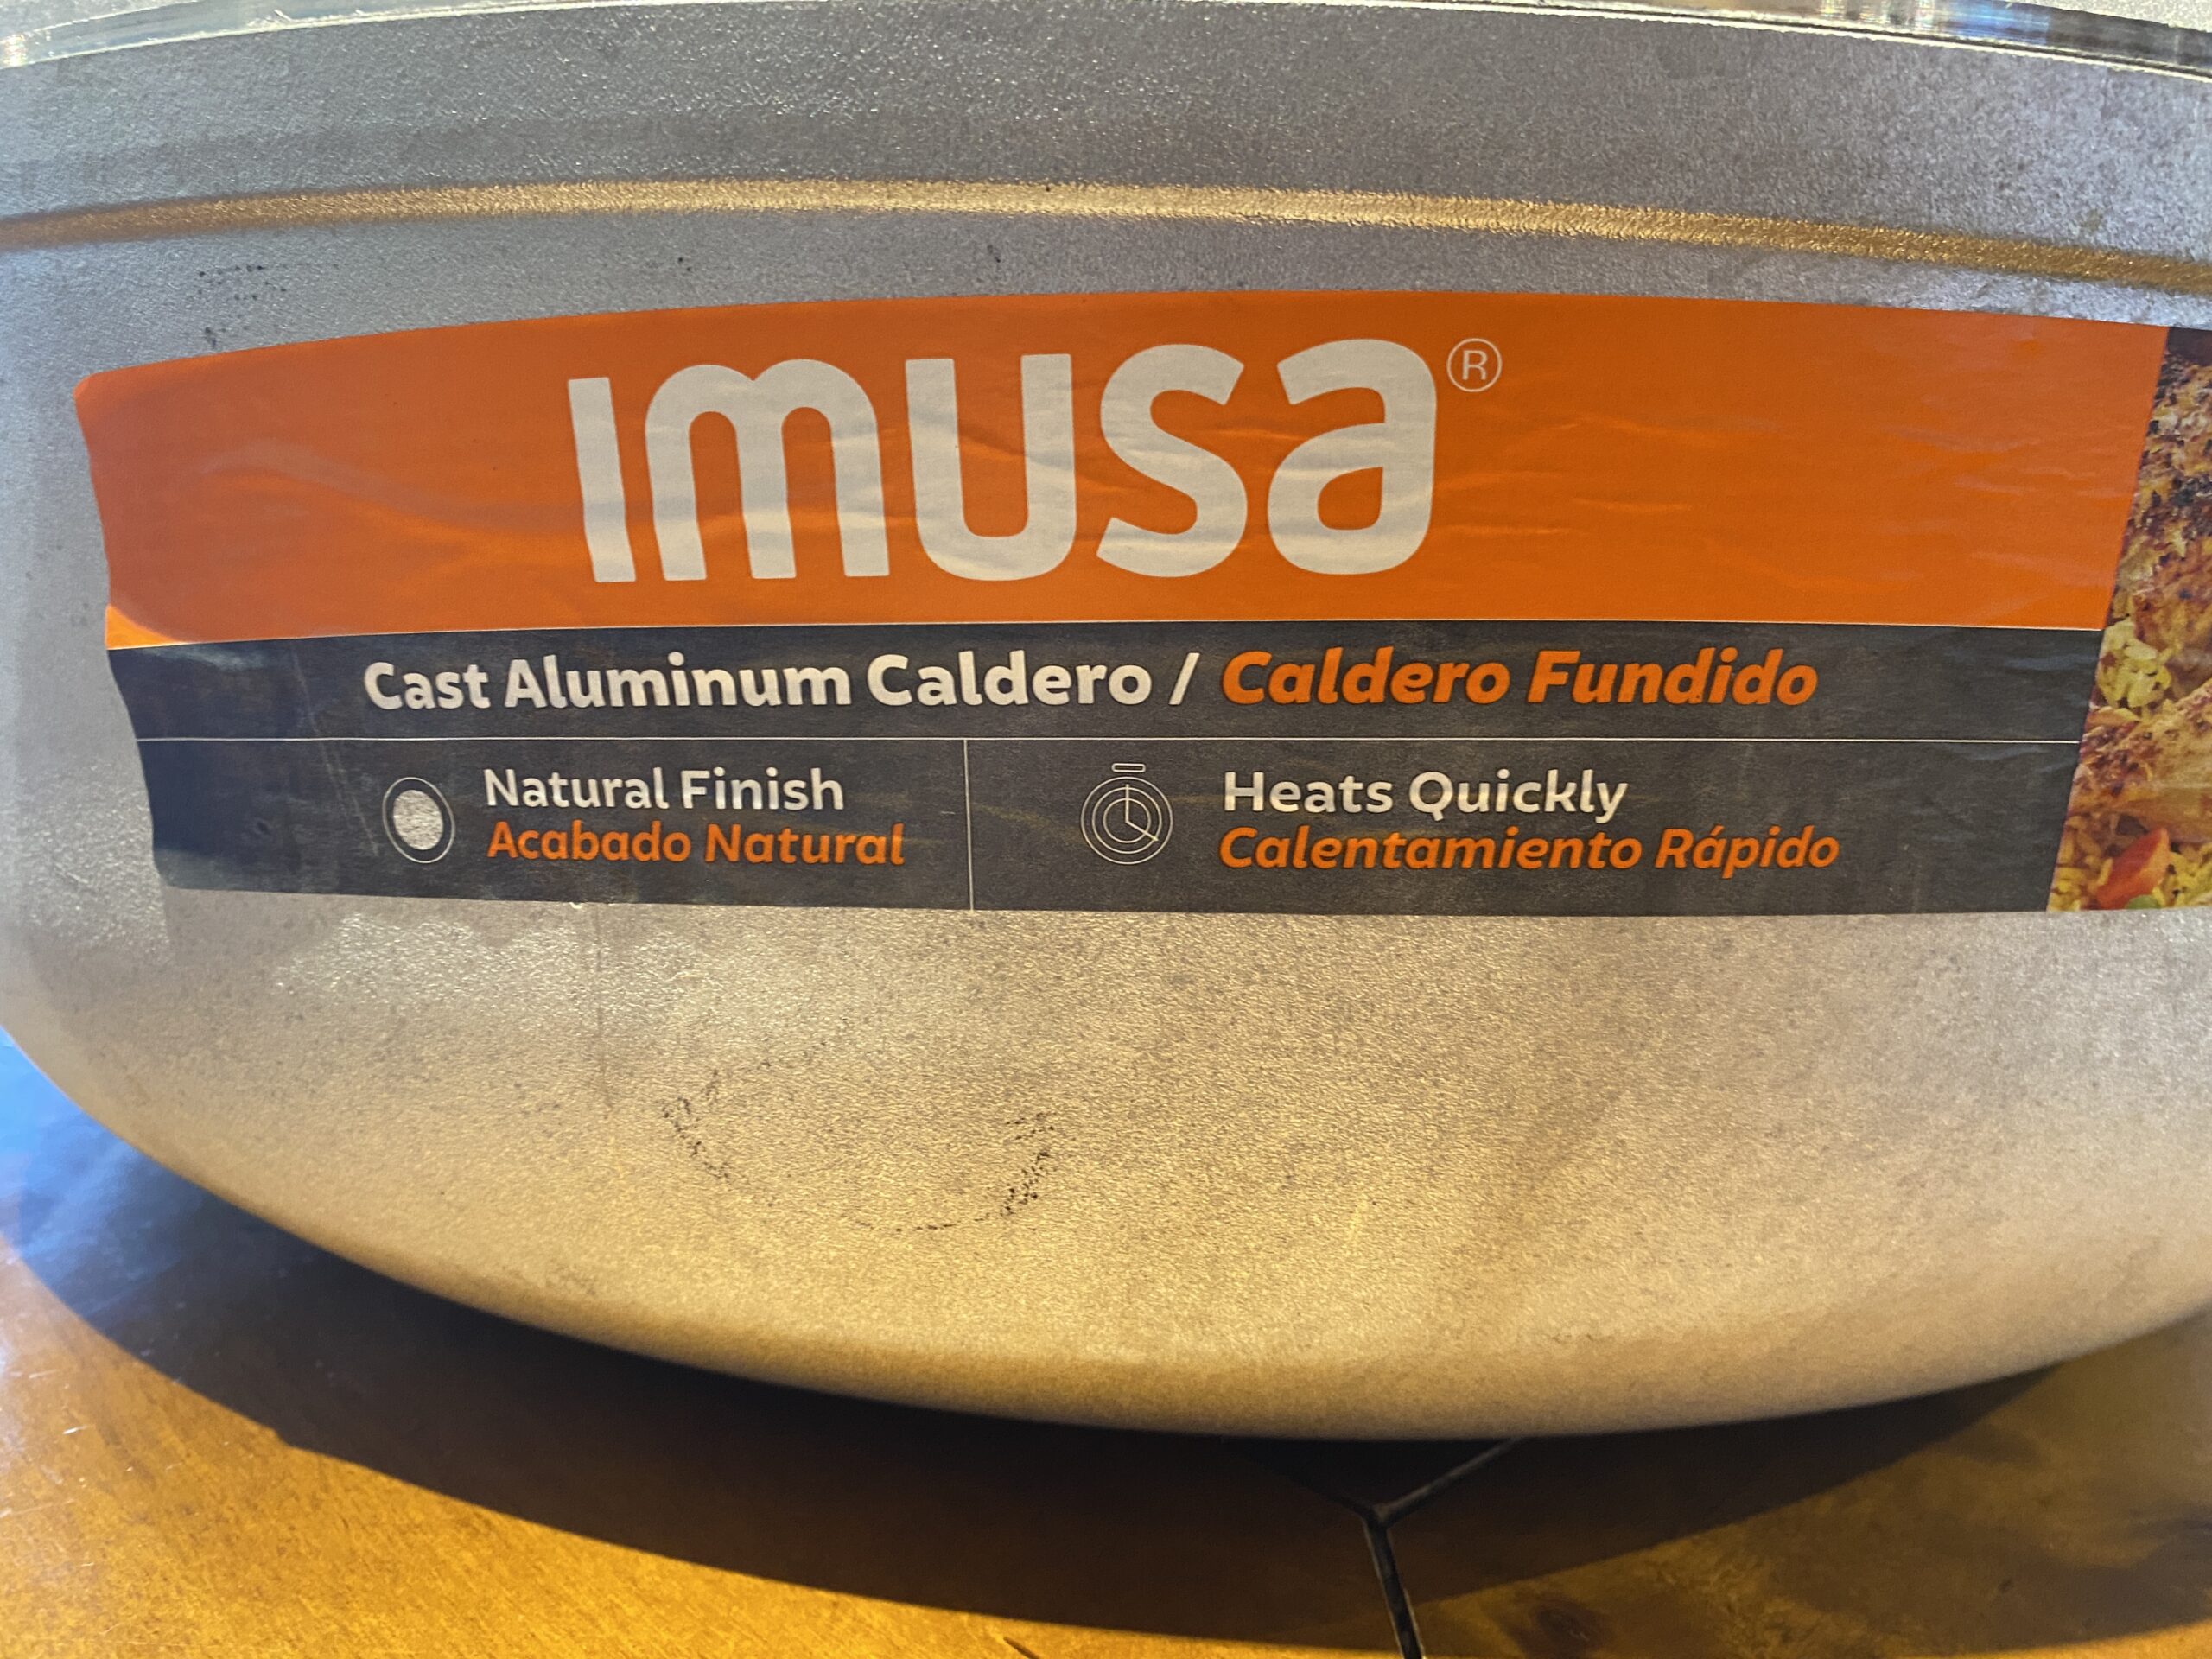 imusa®
Cast Aluminum Caldero / Caldero Fundido
Natural Finish
Acabado Natural
Heats Quickly
Calentamiento Rápido